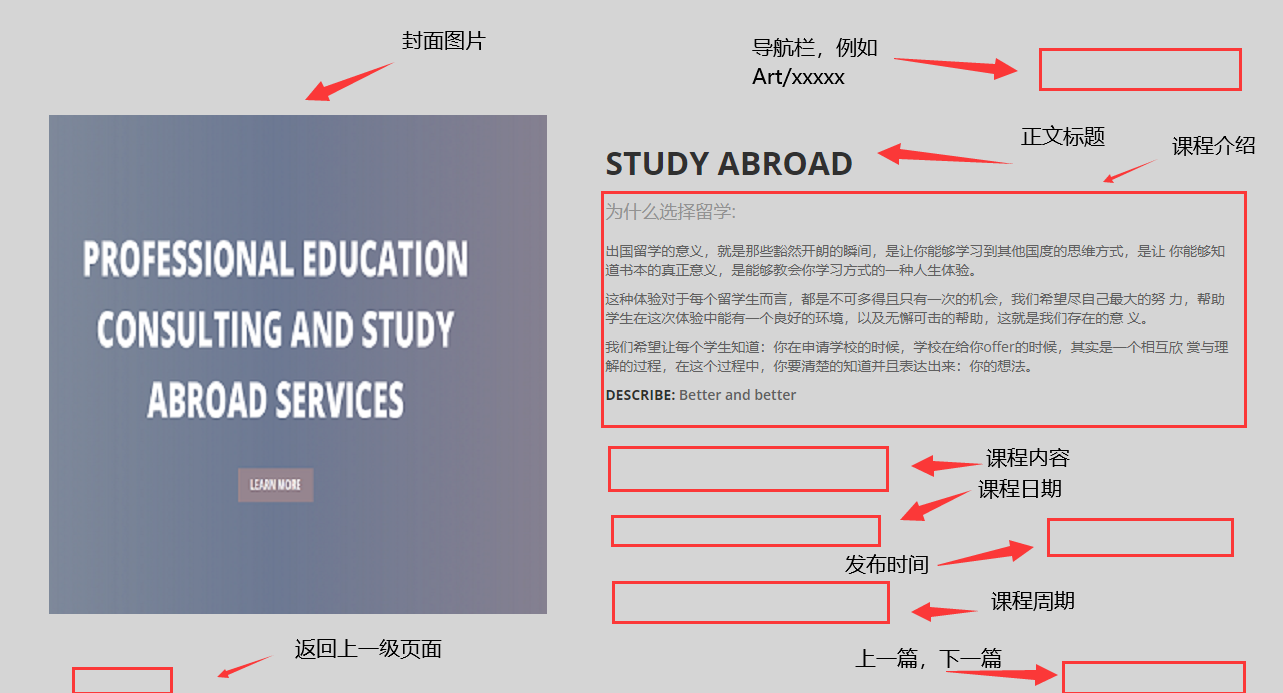 封面图片
导航栏，例如
Art/xxxxx
正文标题
课程介绍
PROFESSIONAL EDUCATION
CONSULTING AND STUDY
ABROAD SERVICES
LEARN MORE
STUDY ABROAD
为什么选择留学:
出国留学的意义，就是那些豁然开朗的瞬间，是让你能够学习到其他国度的思维方式，是让 你能够知
道书本的真正意义，是能够教会你学习方式的一种人生体验。
这种体验对于每个留学生而言，都是不可多得且只有一次的机会，我们希望尽自己最大的努 力，帮助
学生在这次体验中能有一个良好的环境，以及无懈可击的帮助，这就是我们存在的意 义。
我们希望让每个学生知道：你在申请学校的时候，学校在给你offer的时候，其实是一个相互欣 赏与理
解的过程，在这个过程中，你要清楚的知道并且表达出来：你的想法。
DESCRIBE: Better and better
课程内容
课程日期
发布时间
课程周期
返回上一级页面
上一篇，下一篇